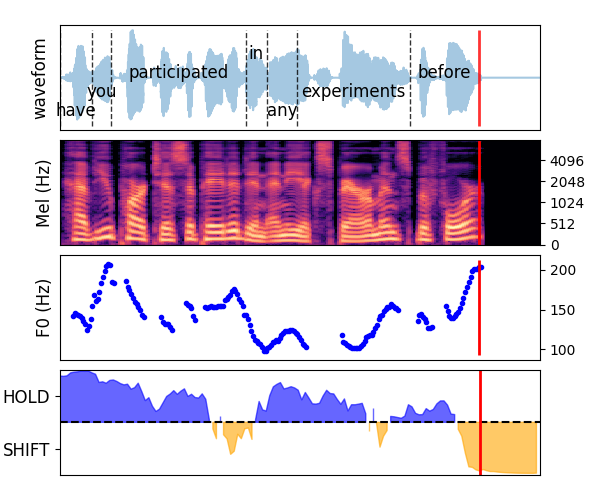 waveform
in
participated
before
you
experiments
have
any
Mel (Hz)
4096
2048
1024
512
0
F0 (Hz)
200
150
100
HOLD
SHIFT